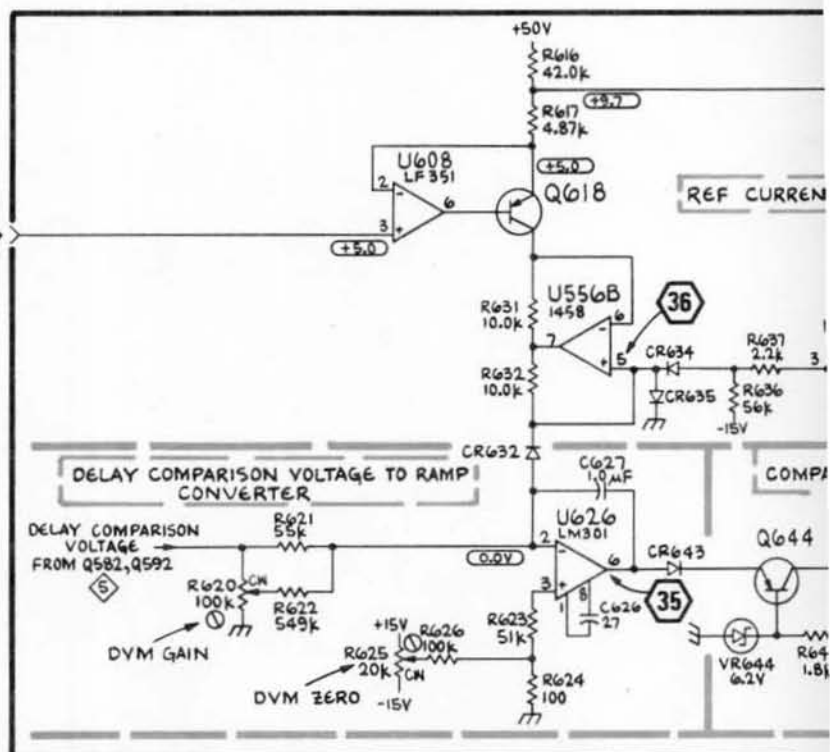 +50V
R616
42.0k
+9.7
R617
4.87k
U608
LF 351
+5.0
Q618
REF CURREN
2
-
6
3
+
+5.0
U556B
1458
36
R631
10.0k
6
-
7
+
5
CR634
R637
2.2k
3
R632
10.0k
CR635
R636
56k
-15V
CR632
DELAY COMPARISON VOLTAGE TO RAMP
CONVERTER
C627
1.0µF
COMPA
DELAY COMPARISON
VOLTAGE
FROM Q582, Q592
5
R621
55k
0.0V
2
-
U626
LM301
6
CR643
Q644
R620
100k
CW
R622
549k
3
+
1
8
C626
27
35
DVM GAIN
+15V
R626
100k
R623
51k
R625
20k
CW
-15V
DVM ZERO
R624
100
VR644
6.2V
R64
1.8k